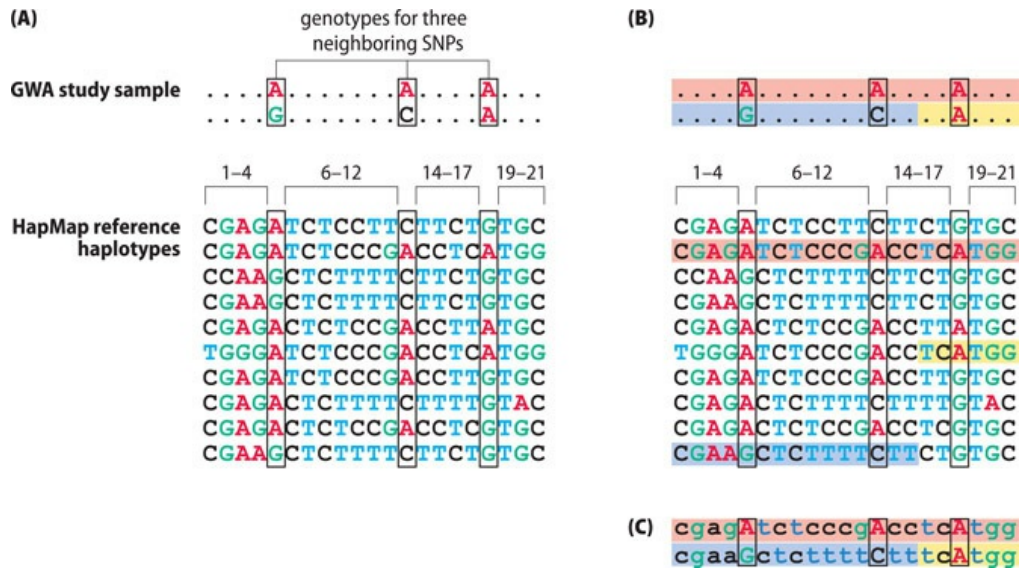 (A)
genotypes for three
neighboring SNPs
GWA study sample
. . . . A . . . . . . . A . . . . A . . .
. . . . G . . . . . . . C . . . . A . . .
1–4 6–12 14–17 19–21
HapMap reference
haplotypes
CGAGATCTCCTTCTTCTGTGC
CGAGATCTCCCGACCTCATGG
CCAAGCTCTTTTCTTCTGTGC
CGAAGCTCTTTTCTTCTGTGC
CGAGACTCTCCGACCTTATGC
TGGGATCTCCCGACCTCATGG
CGAGATCTCCCGACCTTGTGC
CGAGACTCTTTTCTTTTGTAC
CGAGACTCTCCGACCTCGTGC
CGAAGCTCTTTTCTTCTGTGC
(B)
. . . . A . . . . . . . A . . . . A . . .
. . . . G . . . . . . . C . . . . A . . .
1–4 6–12 14–17 19–21
CGAGATCTCCTTCTTCTGTGC
CGAGATCTCCCGACCTCATGG
CCAAGCTCTTTTCTTCTGTGC
CGAAGCTCTTTTCTTCTGTGC
CGAGACTCTCCGACCTTATGC
TGGGATCTCCCGACCTCATGG
CGAGATCTCCCGACCTTGTGC
CGAGACTCTTTTCTTTTGTAC
CGAGACTCTCCGACCTCGTGC
CGAAGCTCTTTTCTTCTGTGC
(C)
cgagAtctcccgAcctcAtgg
cgaaGctcttttCtttcAtgg